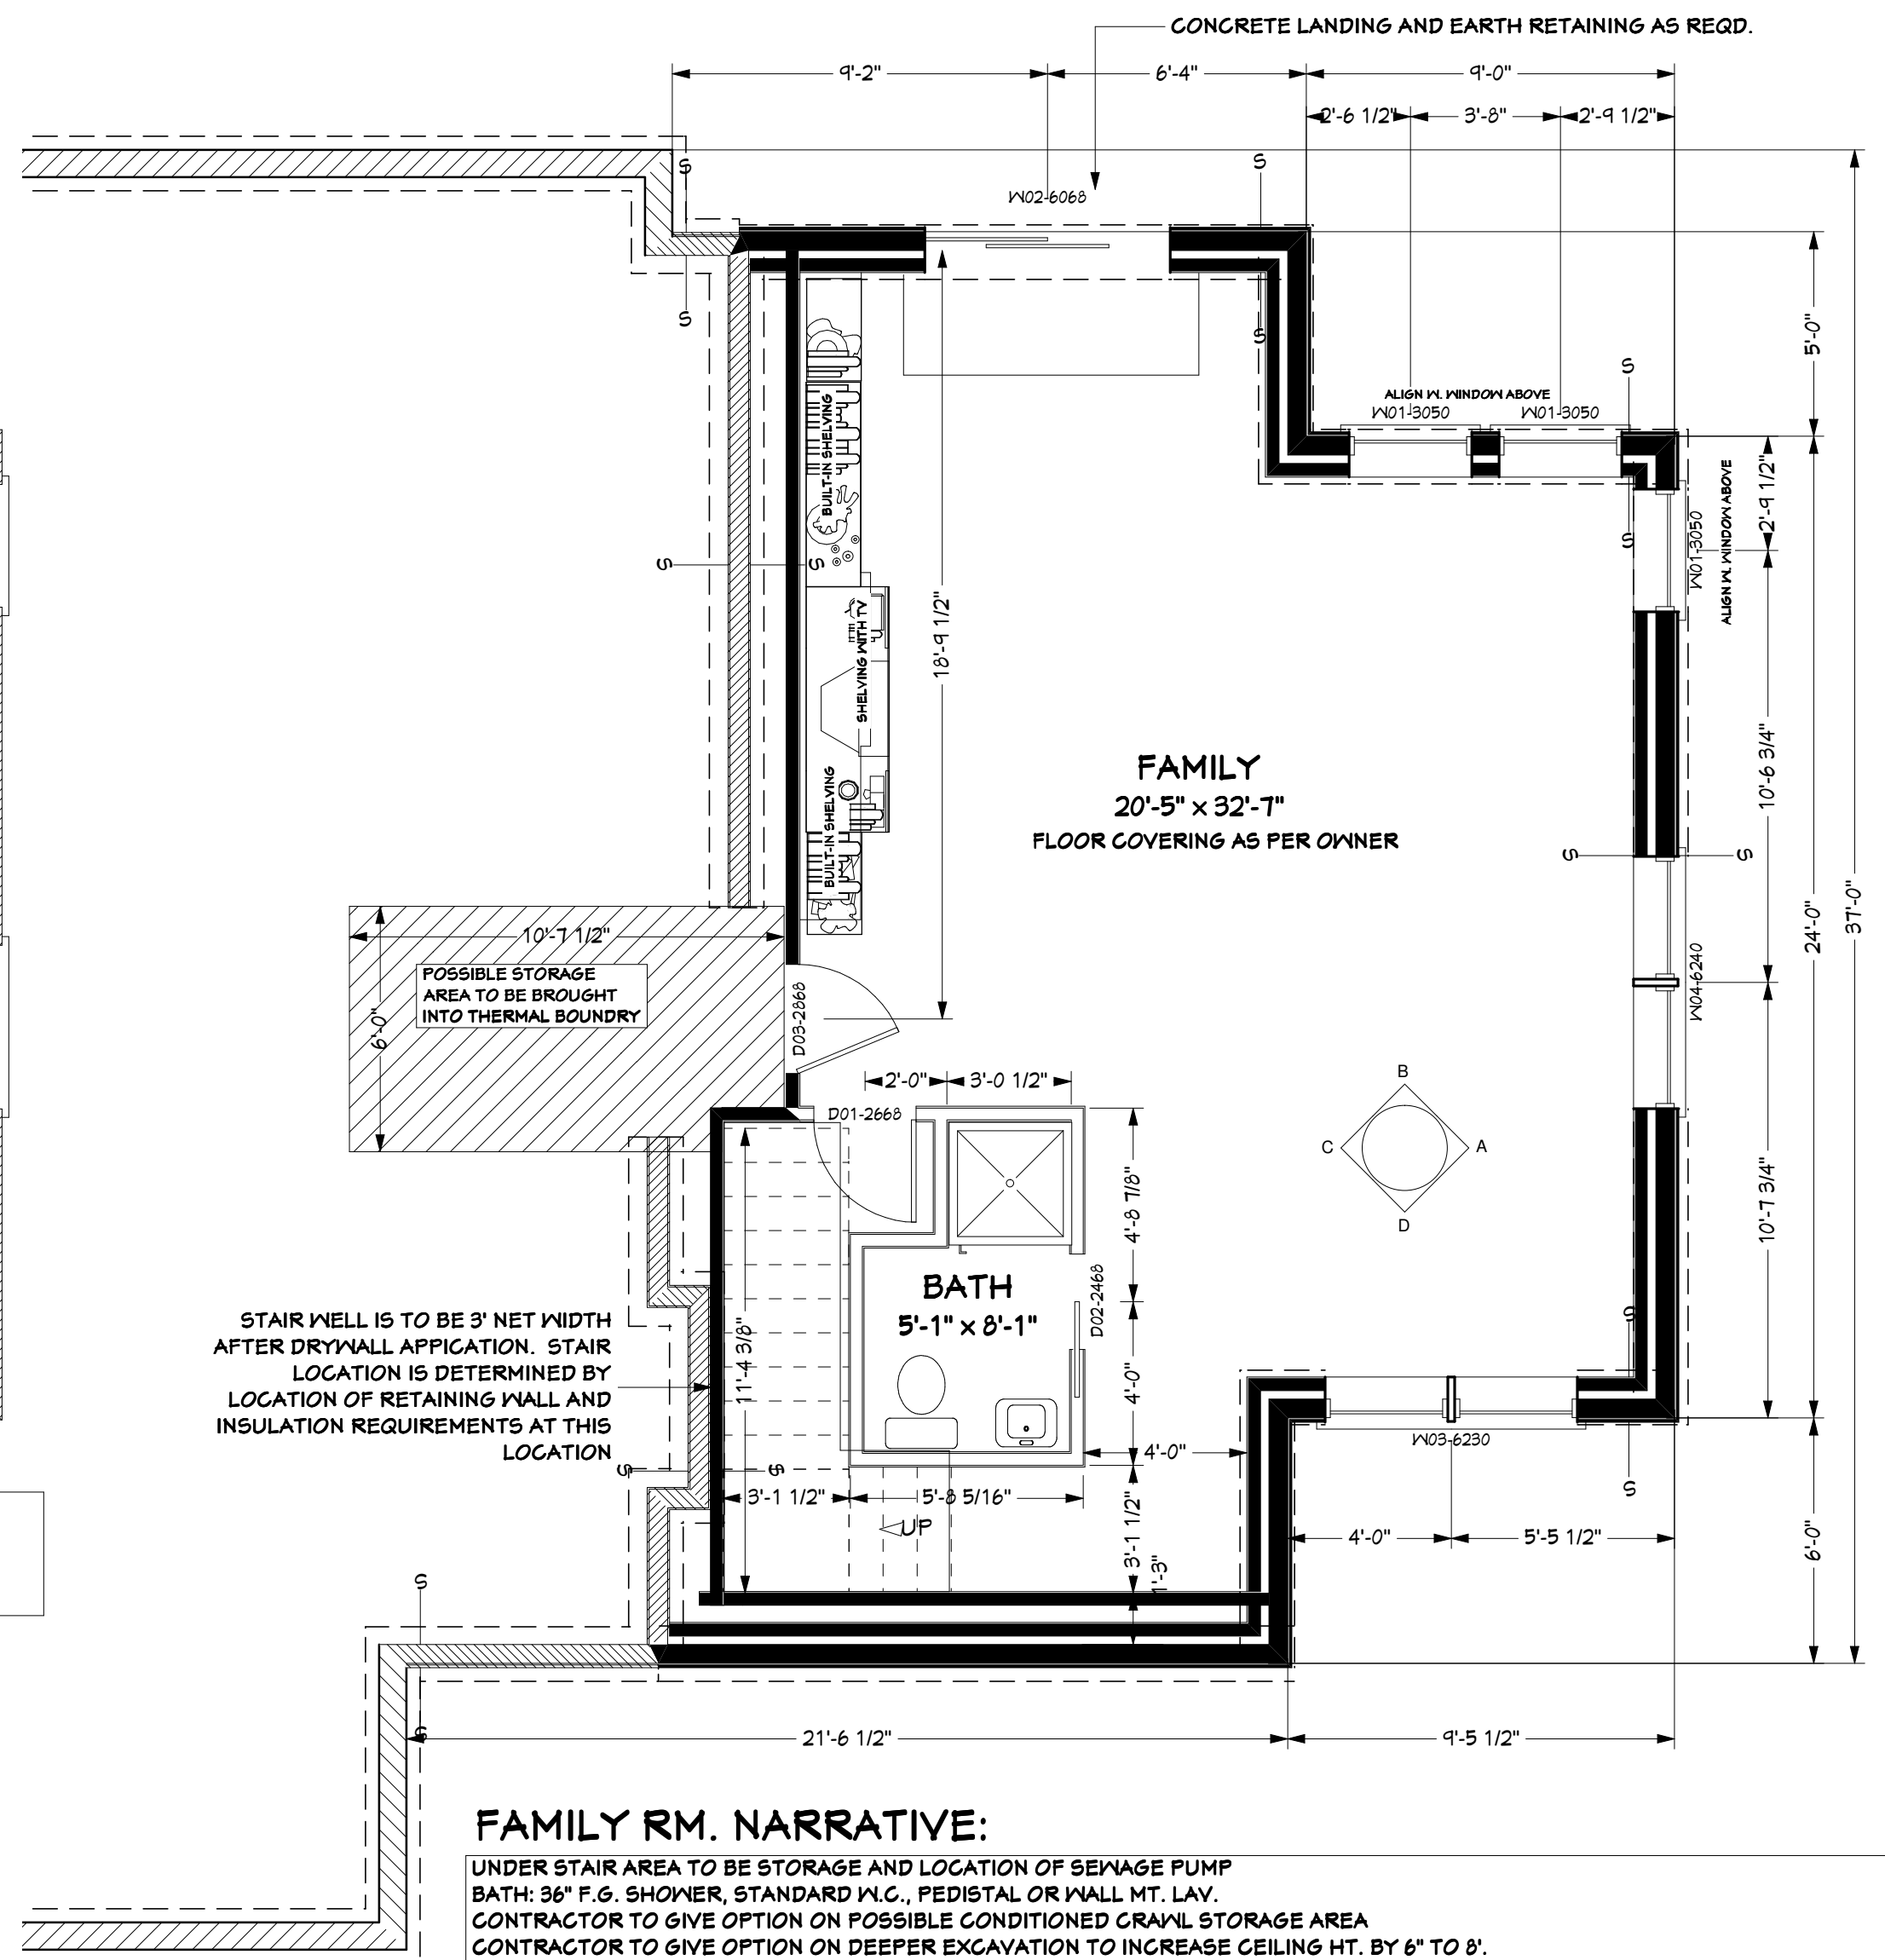 CONCRETE LANDING AND EARTH RETAINING AS REQD.
9'-2"
6'-4"
9'-0"
2'-6 1/2"
3'-8"
2'-9 1/2"
S
S
W02-6068
S
S
5'-0"
S
ALIGN W. WINDOW ABOVE
W01-3050
W01-3050
BUILT-IN SHELVING
2'-9 1/2"
W01-3050
ALIGN W. WINDOW ABOVE
S
S
S
18'-9 1/2"
SHELVING WITH TV
10'-6 3/4"
FAMILY
20'-5" x 32'-7"
FLOOR COVERING AS PER OWNER
BUILT-IN SHELVING
S
S
24'-0"
37'-0"
10'-7 1/2"
POSSIBLE STORAGE
AREA TO BE BROUGHT
INTO THERMAL BOUNDRY
6'-0"
D03-2868
W04-6240
2'-0"
3'-0 1/2"
D01-2668
B
C
A
D
4'-8 7/8"
10'-7 3/4"
BATH
5'-1" x 8'-1"
D02-2468
S
STAIR WELL IS TO BE 3' NET WIDTH
AFTER DRYWALL APPICATION. STAIR
LOCATION IS DETERMINED BY
LOCATION OF RETAINING WALL AND
INSULATION REQUIREMENTS AT THIS
LOCATION
11'-4 3/8"
4'-0"
W03-6230
4'-0"
S
S
S
3'-1 1/2"
5'-8 5/16"
UP
3'-1 1/2"
1'-3"
4'-0"
5'-5 1/2"
6'-0"
S
S
21'-6 1/2"
9'-5 1/2"
FAMILY RM. NARRATIVE:
UNDER STAIR AREA TO BE STORAGE AND LOCATION OF SEWAGE PUMP
BATH: 36" F.G. SHOWER, STANDARD W.C., PEDISTAL OR WALL MT. LAV.
CONTRACTOR TO GIVE OPTION ON POSSIBLE CONDITIONED CRAWL STORAGE AREA
CONTRACTOR TO GIVE OPTION ON DEEPER EXCAVATION TO INCREASE CEILING HT. BY 6" TO 8'.